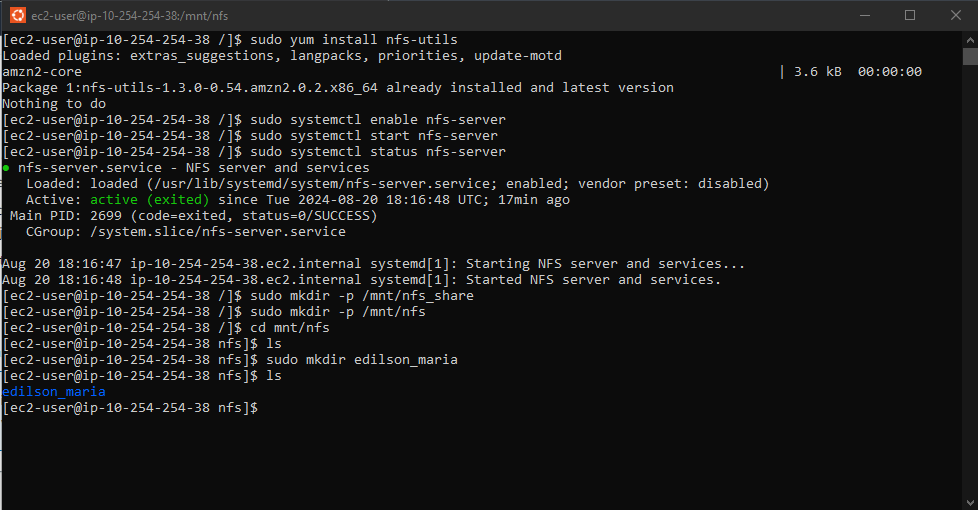 ec2-user@ip-10-254-254-38:/mnt/nfs
[ec2-user@ip-10-254-254-38 /]$ sudo yum install nfs-utils
Loaded plugins: extras_suggestions, langpacks, priorities, update-motd
amzn2-core | 3.6 kB 00:00:00
Package 1:nfs-utils-1.3.0-0.54.amzn2.0.2.x86_64 already installed and latest version
Nothing to do
[ec2-user@ip-10-254-254-38 /]$ sudo systemctl enable nfs-server
[ec2-user@ip-10-254-254-38 /]$ sudo systemctl start nfs-server
[ec2-user@ip-10-254-254-38 /]$ sudo systemctl status nfs-server
● nfs-server.service - NFS server and services
Loaded: loaded (/usr/lib/systemd/system/nfs-server.service; enabled; vendor preset: disabled)
Active: active (exited) since Tue 2024-08-20 18:16:48 UTC; 17min ago
Main PID: 2699 (code=exited, status=0/SUCCESS)
CGroup: /system.slice/nfs-server.service
Aug 20 18:16:47 ip-10-254-254-38.ec2.internal systemd[1]: Starting NFS server and services...
Aug 20 18:16:48 ip-10-254-254-38.ec2.internal systemd[1]: Started NFS server and services.
[ec2-user@ip-10-254-254-38 /]$ sudo mkdir -p /mnt/nfs_share
[ec2-user@ip-10-254-254-38 /]$ sudo mkdir -p /mnt/nfs
[ec2-user@ip-10-254-254-38 /]$ cd mnt/nfs
[ec2-user@ip-10-254-254-38 nfs]$ ls
[ec2-user@ip-10-254-254-38 nfs]$ sudo mkdir edilson_maria
[ec2-user@ip-10-254-254-38 nfs]$ ls
edilson_maria
[ec2-user@ip-10-254-254-38 nfs]$